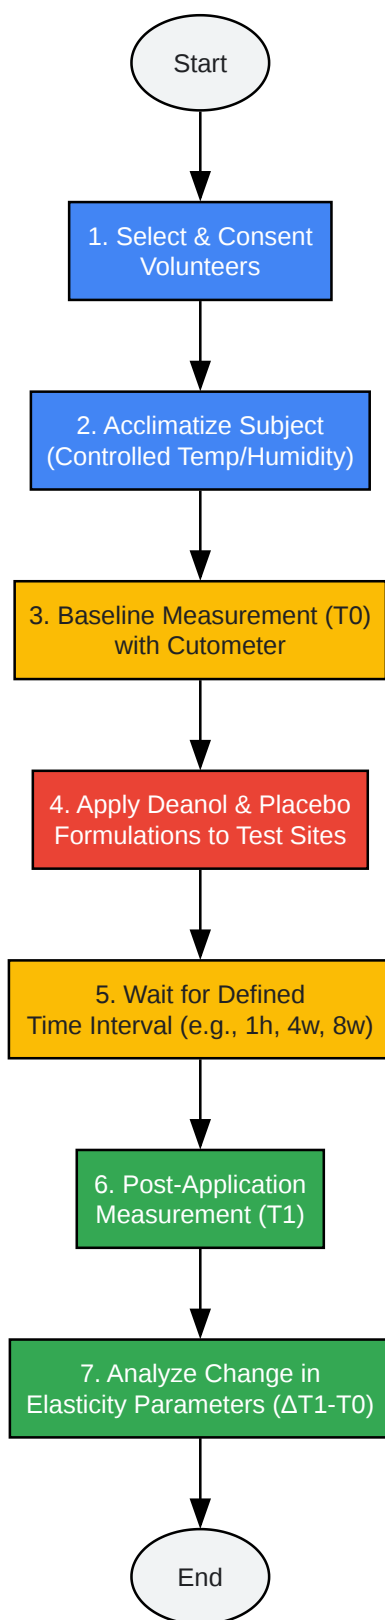 Start
1. Select & Consent
Volunteers
2. Acclimatize Subject
(Controlled Temp/Humidity)
3. Baseline Measurement (T0)
with Cutometer
4. Apply Deanol & Placebo
Formulations to Test Sites
5. Wait for Defined
Time Interval (e.g., 1h, 4w, 8w)
6. Post-Application
Measurement (T1)
7. Analyze Change in
Elasticity Parameters (ΔT1-T0)
End